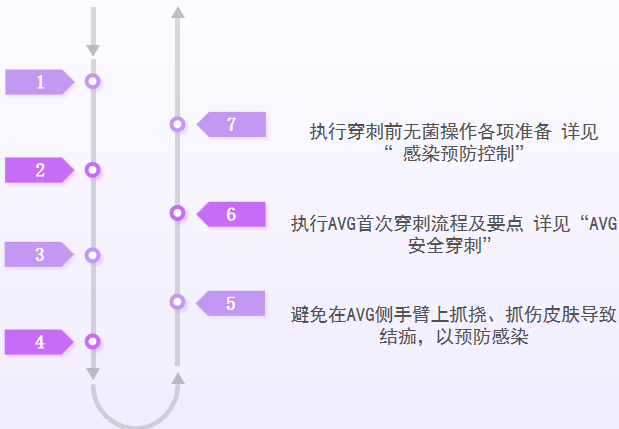 1
2
3
4
7
执行穿刺前无菌操作各项准备 详见
“ 感染预防控制”
6
执行AVG首次穿刺流程及要点 详见“AVG
安全穿刺”
5
避免在AVG侧手臂上抓挠、抓伤皮肤导致
结痂，以预防感染